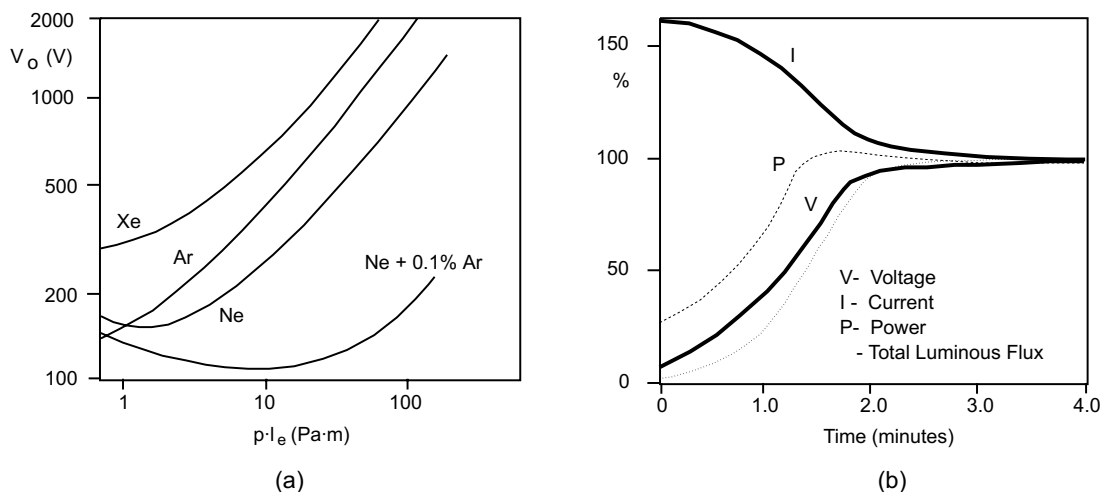 2000
V o (V)
1000
500
200
100
Xe
Ar
Ne
Ne + 0.1% Ar
1
10
100
p·l e (Pa·m)
(a)
150
%
100
50
0
I
P
V
V- Voltage
I - Current
P- Power
- Total Luminous Flux
0
1.0
2.0
3.0
4.0
Time (minutes)
(b)